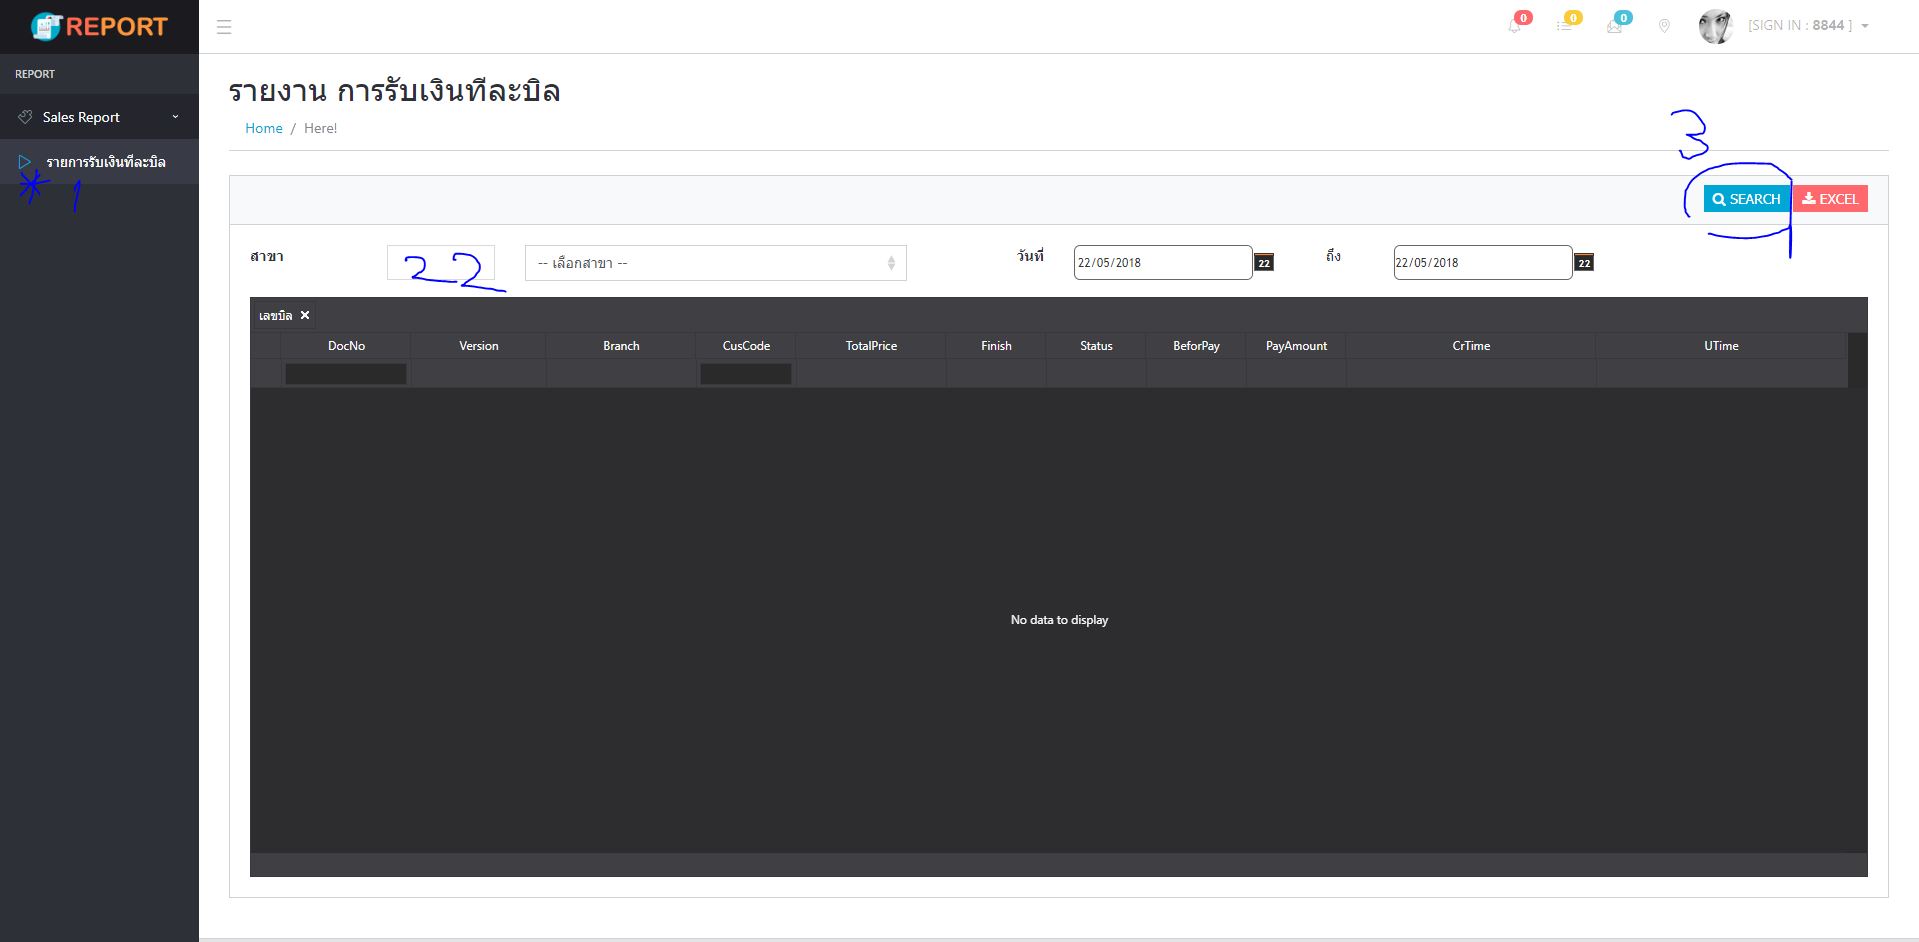 REPORT
0 0 0 [SIGN IN : 8844 ]
REPORT
Sales Report
รายการรับเงินทีละบิล
* 1
รายงาน การรับเงินทีละบิล
Home / Here!
3
SEARCH EXCEL
สาขา 22 -- เลือกสาขา -- วันที่ 22/05/2018 22 ถึง 22/05/2018 22
เลขบิล ×
DocNo Version Branch CusCode TotalPrice Finish Status BeforPay PayAmount CrTime UTime
No data to display